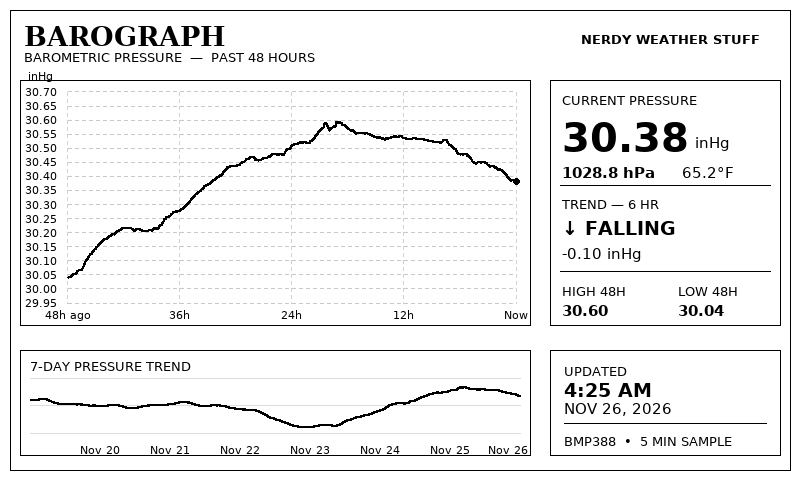 BAROGRAPH
BAROMETRIC PRESSURE — PAST 48 HOURS
NERDY WEATHER STUFF
inHg
30.70
30.65
30.60
30.55
30.50
30.45
30.40
30.35
30.30
30.25
30.20
30.15
30.10
30.05
30.00
29.95
48h ago 36h 24h 12h Now
CURRENT PRESSURE
30.38 inHg
1028.8 hPa 65.2°F
TREND — 6 HR
↓ FALLING
-0.10 inHg
HIGH 48H LOW 48H
30.60 30.04
7-DAY PRESSURE TREND
Nov 20 Nov 21 Nov 22 Nov 23 Nov 24 Nov 25 Nov 26
UPDATED
4:25 AM
NOV 26, 2026
BMP388 • 5 MIN SAMPLE